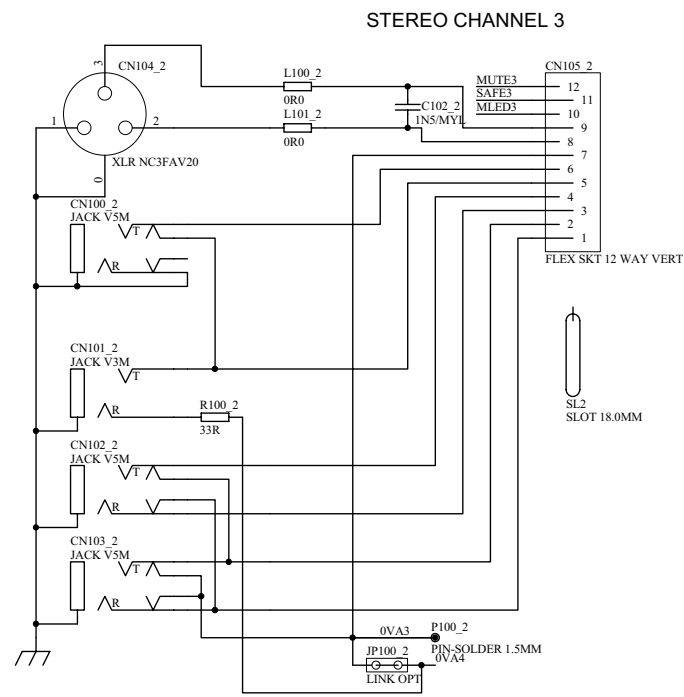 STEREO CHANNEL 3
CN104_2
3
1
2
0
XLR NC3FAV20
L100_2
0R0
L101_2
0R0
C102_2
1N5/MYL
CN105_2
MUTE3
SAFE3
MLED3
12
11
10
9
8
7
6
5
4
3
2
1
FLEX SKT 12 WAY VERT
CN100_2
JACK V5M
T
R
CN101_2
JACK V3M
T
R
R100_2
33R
SL2
SLOT 18.0MM
CN102_2
JACK V5M
T
R
CN103_2
JACK V5M
T
R
0VA3
P100_2
PIN-SOLDER 1.5MM
0VA4
JP100_2
LINK OPT